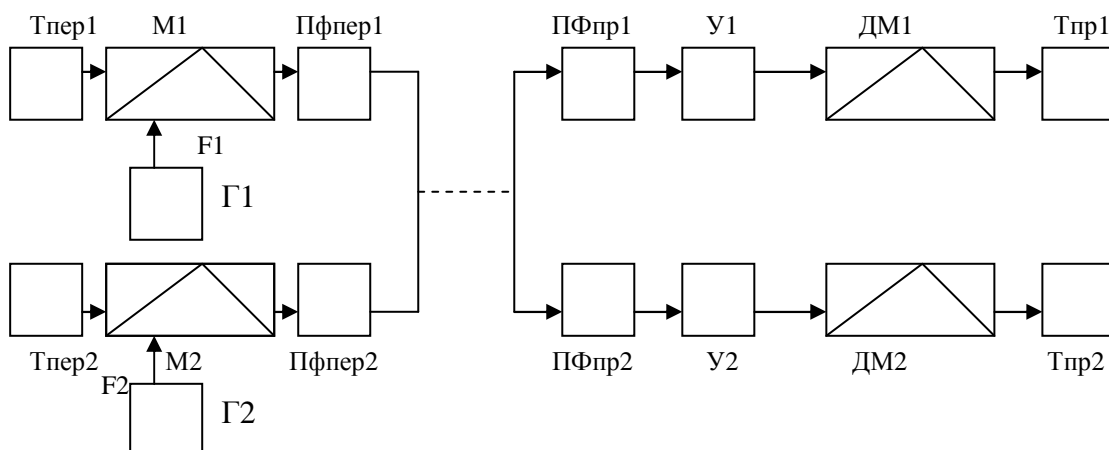 Тпер1 М1 Пфпер1 ПФпр1 У1 ДМ1 Тпр1
F1
Г1
Тпер2 М2 Пфпер2 ПФпр2 У2 ДМ2 Тпр2
F2
Г2